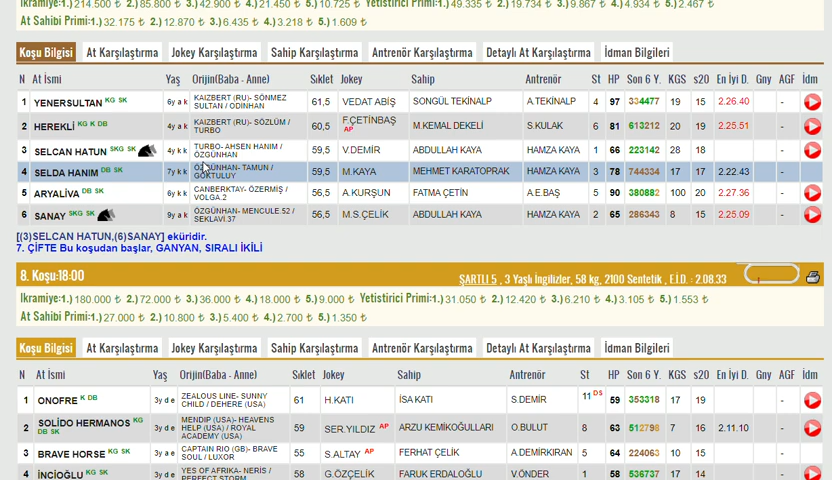 İkramiye:1.) 214.500 ₺ 2.) 85.800 ₺ 3.) 42.900 ₺ 4.) 21.450 ₺ 5.) 10.725 ₺ Yetiştirici Primi:1.) 49.335 ₺ 2.) 19.734 ₺ 3.) 9.867 ₺ 4.) 4.934 ₺ 5.) 2.467 ₺
At Sahibi Primi:1.) 32.175 ₺ 2.) 12.870 ₺ 3.) 6.435 ₺ 4.) 3.218 ₺ 5.) 1.609 ₺
Koşu Bilgisi At Karşılaştırma Jokey Karşılaştırma Sahip Karşılaştırma Antrenör Karşılaştırma Detaylı At Karşılaştırma İdman Bilgileri
N At İsmi Yaş Orijin(Baba - Anne) Sıklet Jokey Sahip Antrenör St HP Son 6 Y. KGS s20 En İyi D. Gny AGF İdm
1 YENERSULTAN KG SK 6y a k KAIZBERT (RU)- SÖNMEZ SULTAN / ODINHAN 61,5 VEDAT ABİŞ SONGÜL TEKİNALP A.TEKİNALP 4 97 334477 19 15 2.26.40 -
2 HEREKLİ KG K DB 4y a k KAIZBERT (RU)- SÖZLÜM / TURBO 60,5 F.ÇETİNBAŞ AP M.KEMAL DEKELİ S.KULAK 6 81 613212 20 19 2.25.51 -
3 SELCAN HATUN SKG SK 4y k k TURBO- AHSEN HANIM / ÖZGÜNHAN 59,5 V.DEMİR ABDULLAH KAYA HAMZA KAYA 1 66 223142 28 18 -
4 SELDA HANIM DB SK 7y k k ÖZGÜNHAN- TAMUN / GÖKTULUY 59,5 M.KAYA MEHMET KARATOPRAK HAMZA KAYA 3 78 744334 17 17 2.22.43 -
5 ARYALIVA DB SK 6y k k CANBERKTAY- ÖZERMİŞ / VOLGA.2 56,5 A.KURŞUN FATMA ÇETİN A.E.BAŞ 5 90 380882 100 20 2.27.36 -
6 SANAY SKG SK 9y a k ÖZGÜNHAN- MENCULE.52 / SEKLAVİ.37 56,5 M.S.ÇELİK ABDULLAH KAYA HAMZA KAYA 2 65 286343 8 15 2.25.09 -
[(3)SELCAN HATUN,(6)SANAY] eküridir.
7. ÇİFTE Bu koşudan başlar, GANYAN, SIRALI İKİLİ
8. Koşu:18:00 ŞARTLI 5 , 3 Yaşlı İngilizler, 58 kg, 2100 Sentetik , E.İ.D. : 2.08.33
İkramiye:1.) 180.000 ₺ 2.) 72.000 ₺ 3.) 36.000 ₺ 4.) 18.000 ₺ 5.) 9.000 ₺ Yetiştirici Primi:1.) 31.050 ₺ 2.) 12.420 ₺ 3.) 6.210 ₺ 4.) 3.105 ₺ 5.) 1.553 ₺
At Sahibi Primi:1.) 27.000 ₺ 2.) 10.800 ₺ 3.) 5.400 ₺ 4.) 2.700 ₺ 5.) 1.350 ₺
Koşu Bilgisi At Karşılaştırma Jokey Karşılaştırma Sahip Karşılaştırma Antrenör Karşılaştırma Detaylı At Karşılaştırma İdman Bilgileri
N At İsmi Yaş Orijin(Baba - Anne) Sıklet Jokey Sahip Antrenör St HP Son 6 Y. KGS s20 En İyi D. Gny AGF İdm
1 ONOFRE K DB 3y d e ZEALOUS LINE- SUNNY CHILD / DEHERE (USA) 61 H.KATI İSA KATI S.DEMİR 11 DS 59 353318 17 19 -
2 SOLİDO HERMANOS KG DB SK 3y d e MENDIP (USA)- HEAVENS HELP (USA) / ROYAL ACADEMY (USA) 59 SER.YILDIZ AP ARZU KEMİKOĞULLARI O.BULUT 8 63 512798 7 16 2.11.10 -
3 BRAVE HORSE KG SK 3y a e CAPTAIN RIO (GB)- BRAVE SOUL / LUXOR 55 S.ALTAY AP FERHAT ÇELİK A.DEMİRKIRAN 5 64 224063 10 15 -
4 İNCİOĞLU KG SK 3y d e YES OF AFRIKA- NERİS / PERFECT STORM 58 G.ÖZÇELİK FARUK ERDALOĞLU V.ÖNDER 1 58 536737 17 14 -